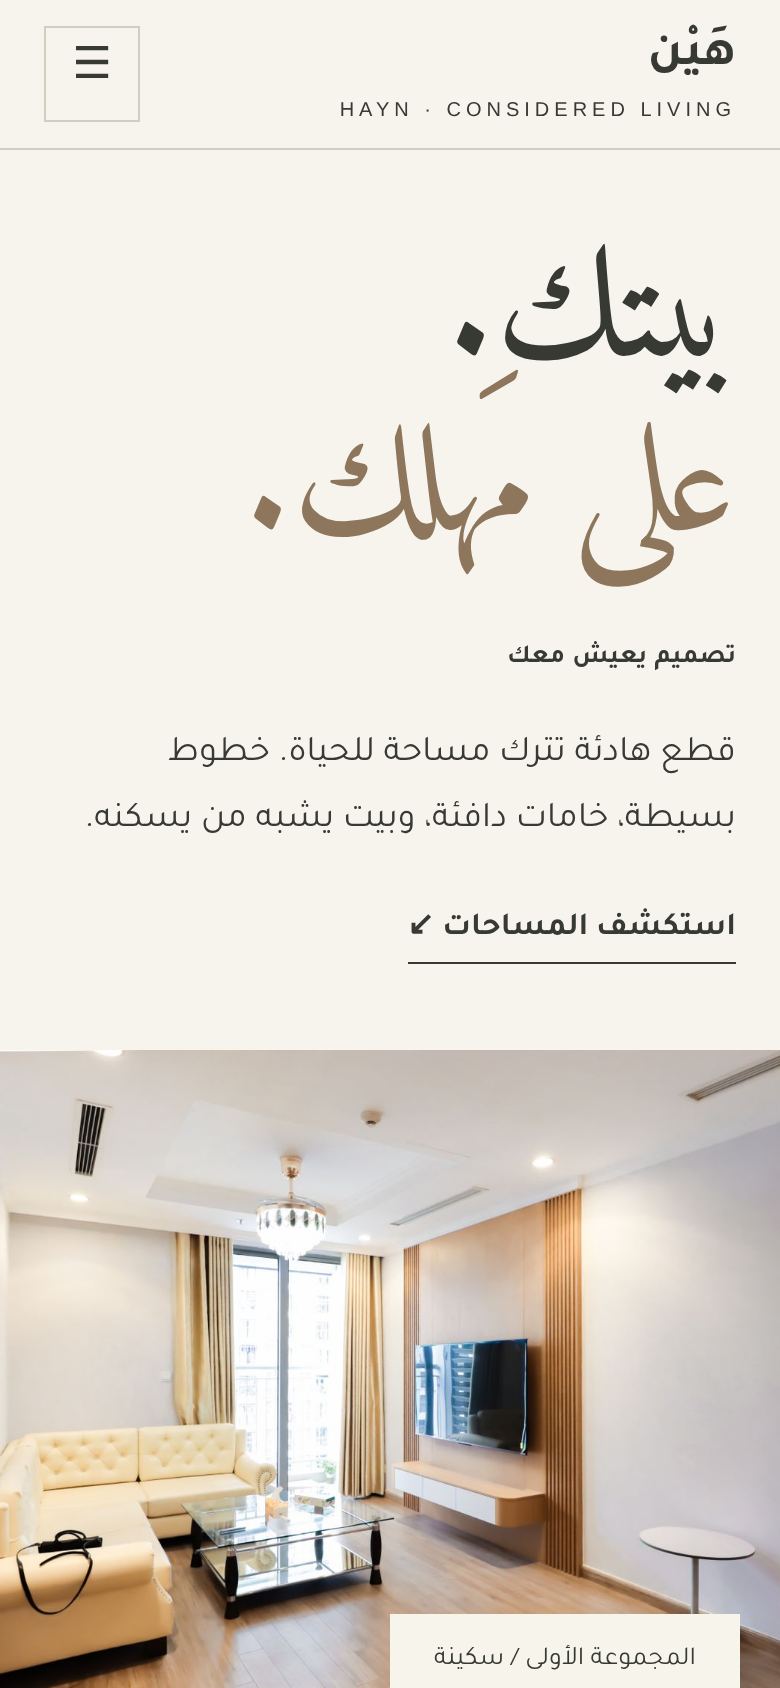 هَيْن
HAYN · CONSIDERED LIVING
☰
بيتك.
على مَهلك.
تصميم يعيش معك
قطع هادئة تترك مساحة للحياة. خطوط
بسيطة، خامات دافئة، وبيت يشبه من يسكنه.
استكشف المساحات ↙
المجموعة الأولى / سكينة